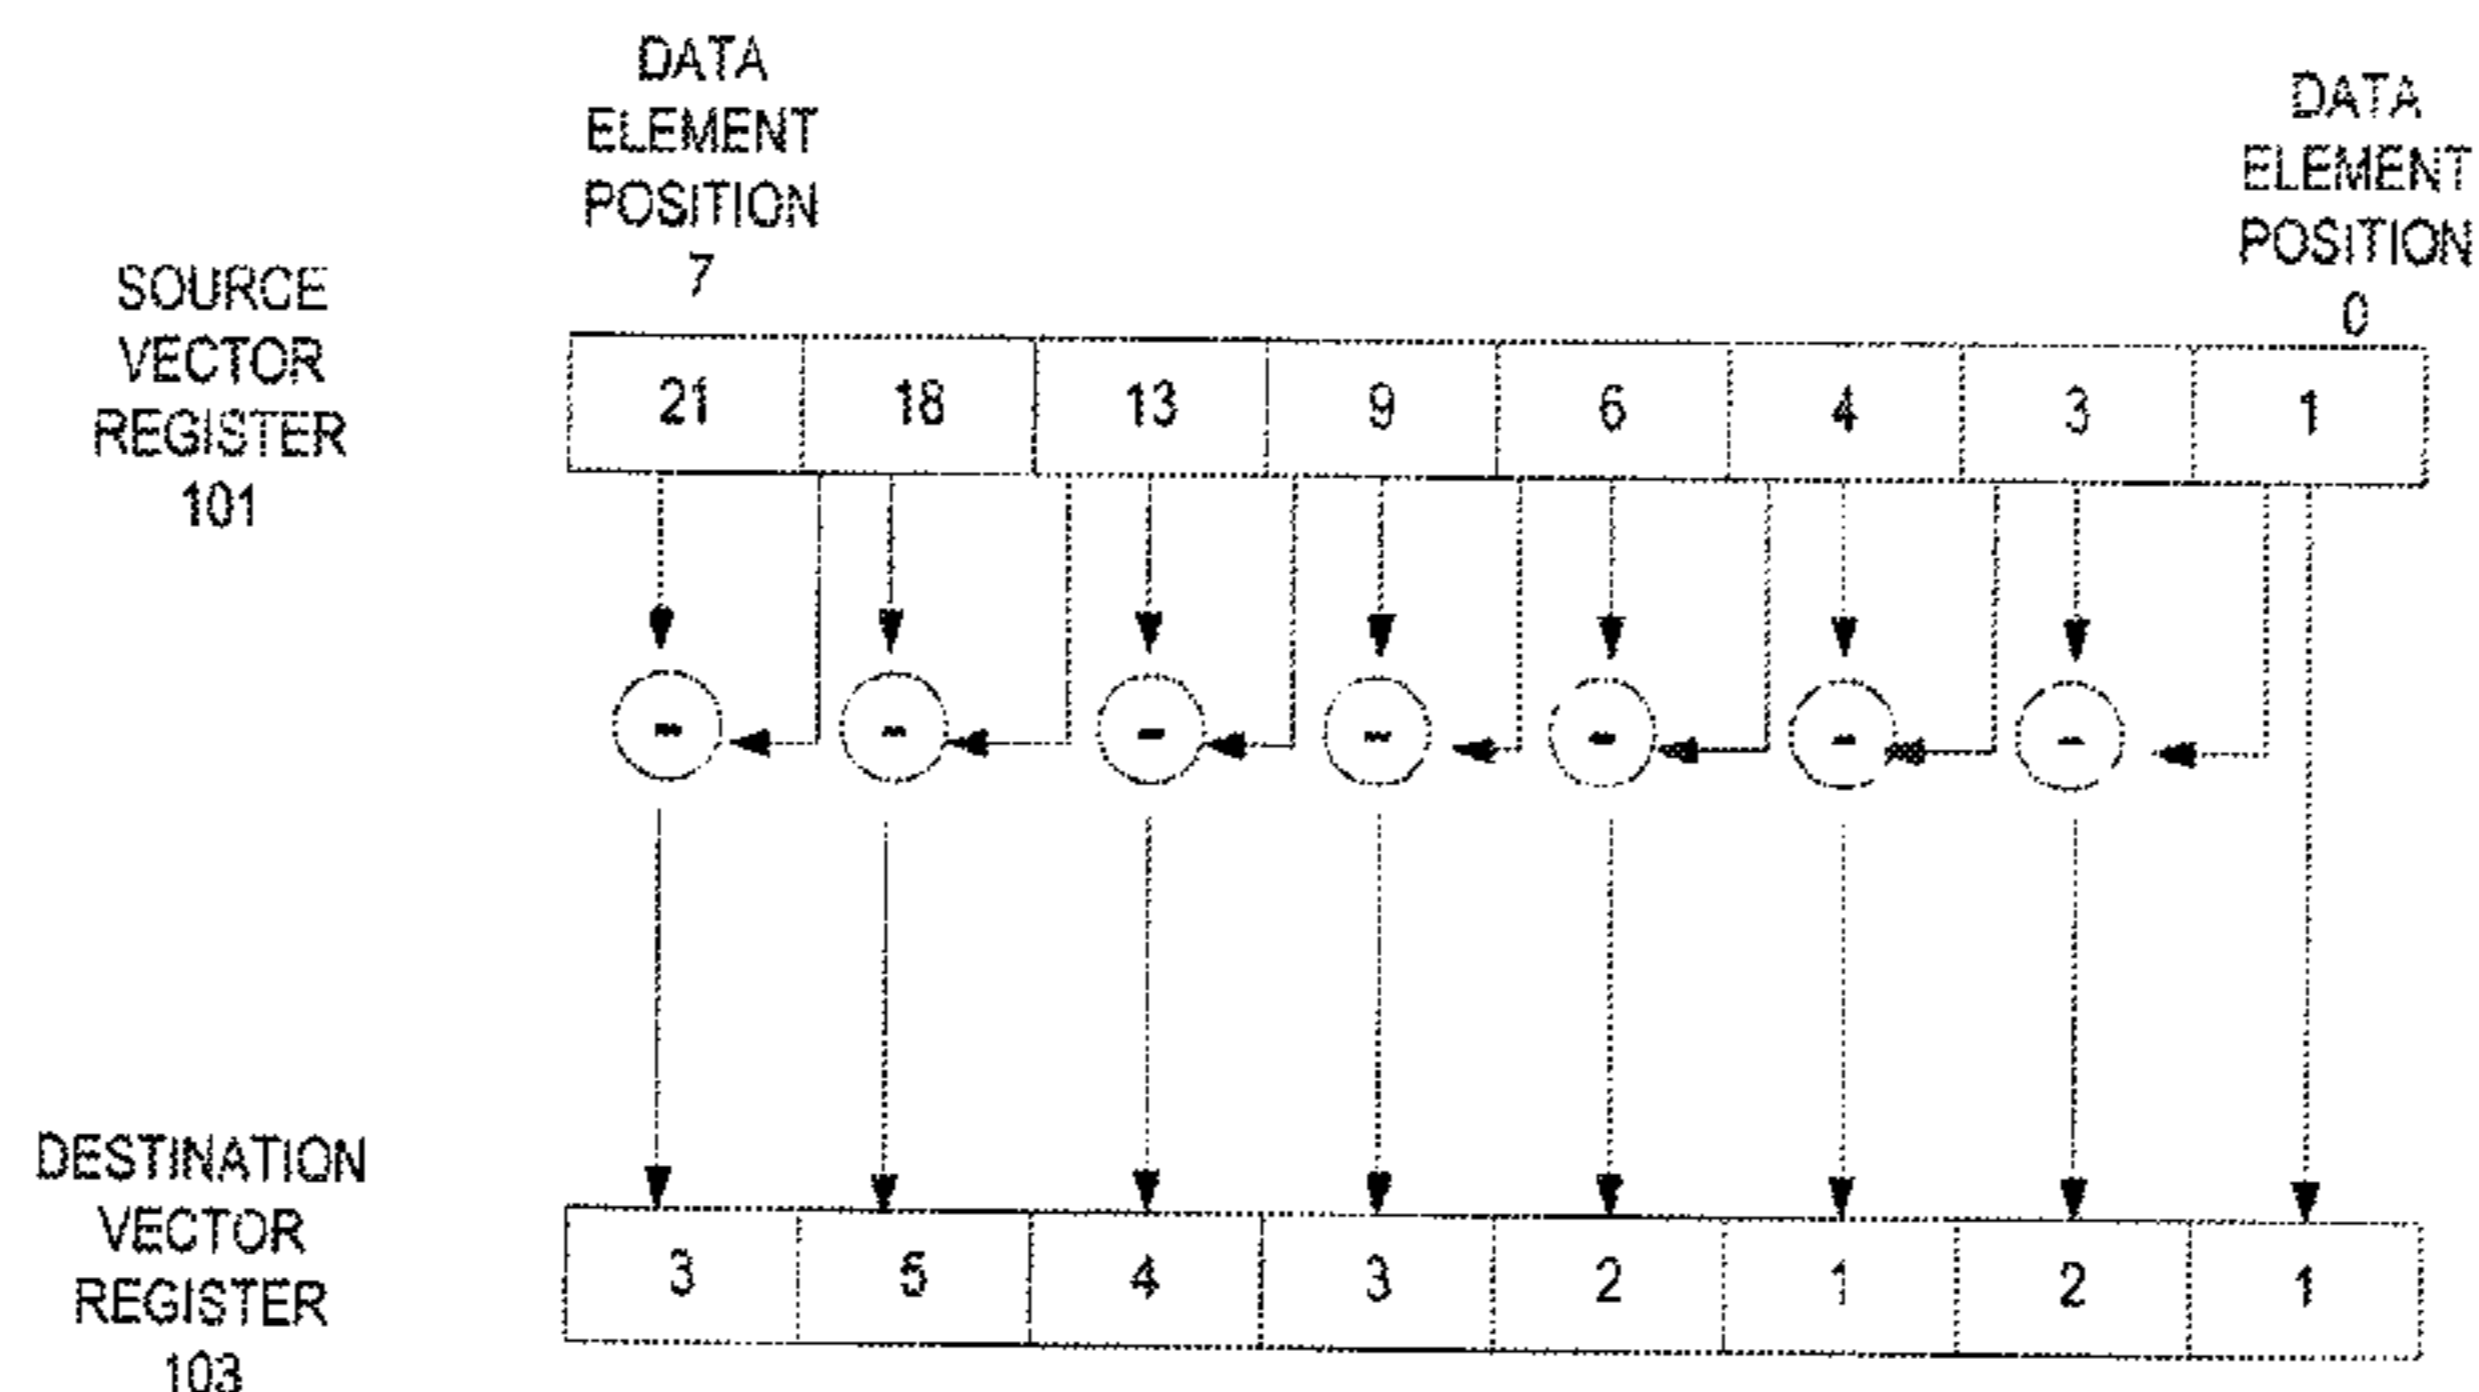 DATA
ELEMENT
POSITION
7
DATA
ELEMENT
POSITION
0
SOURCE
VECTOR
REGISTER
101
21 18 13 9 6 4 3 1
- - - - - - -
DESTINATION
VECTOR
REGISTER
103
3 5 4 3 2 1 2 1